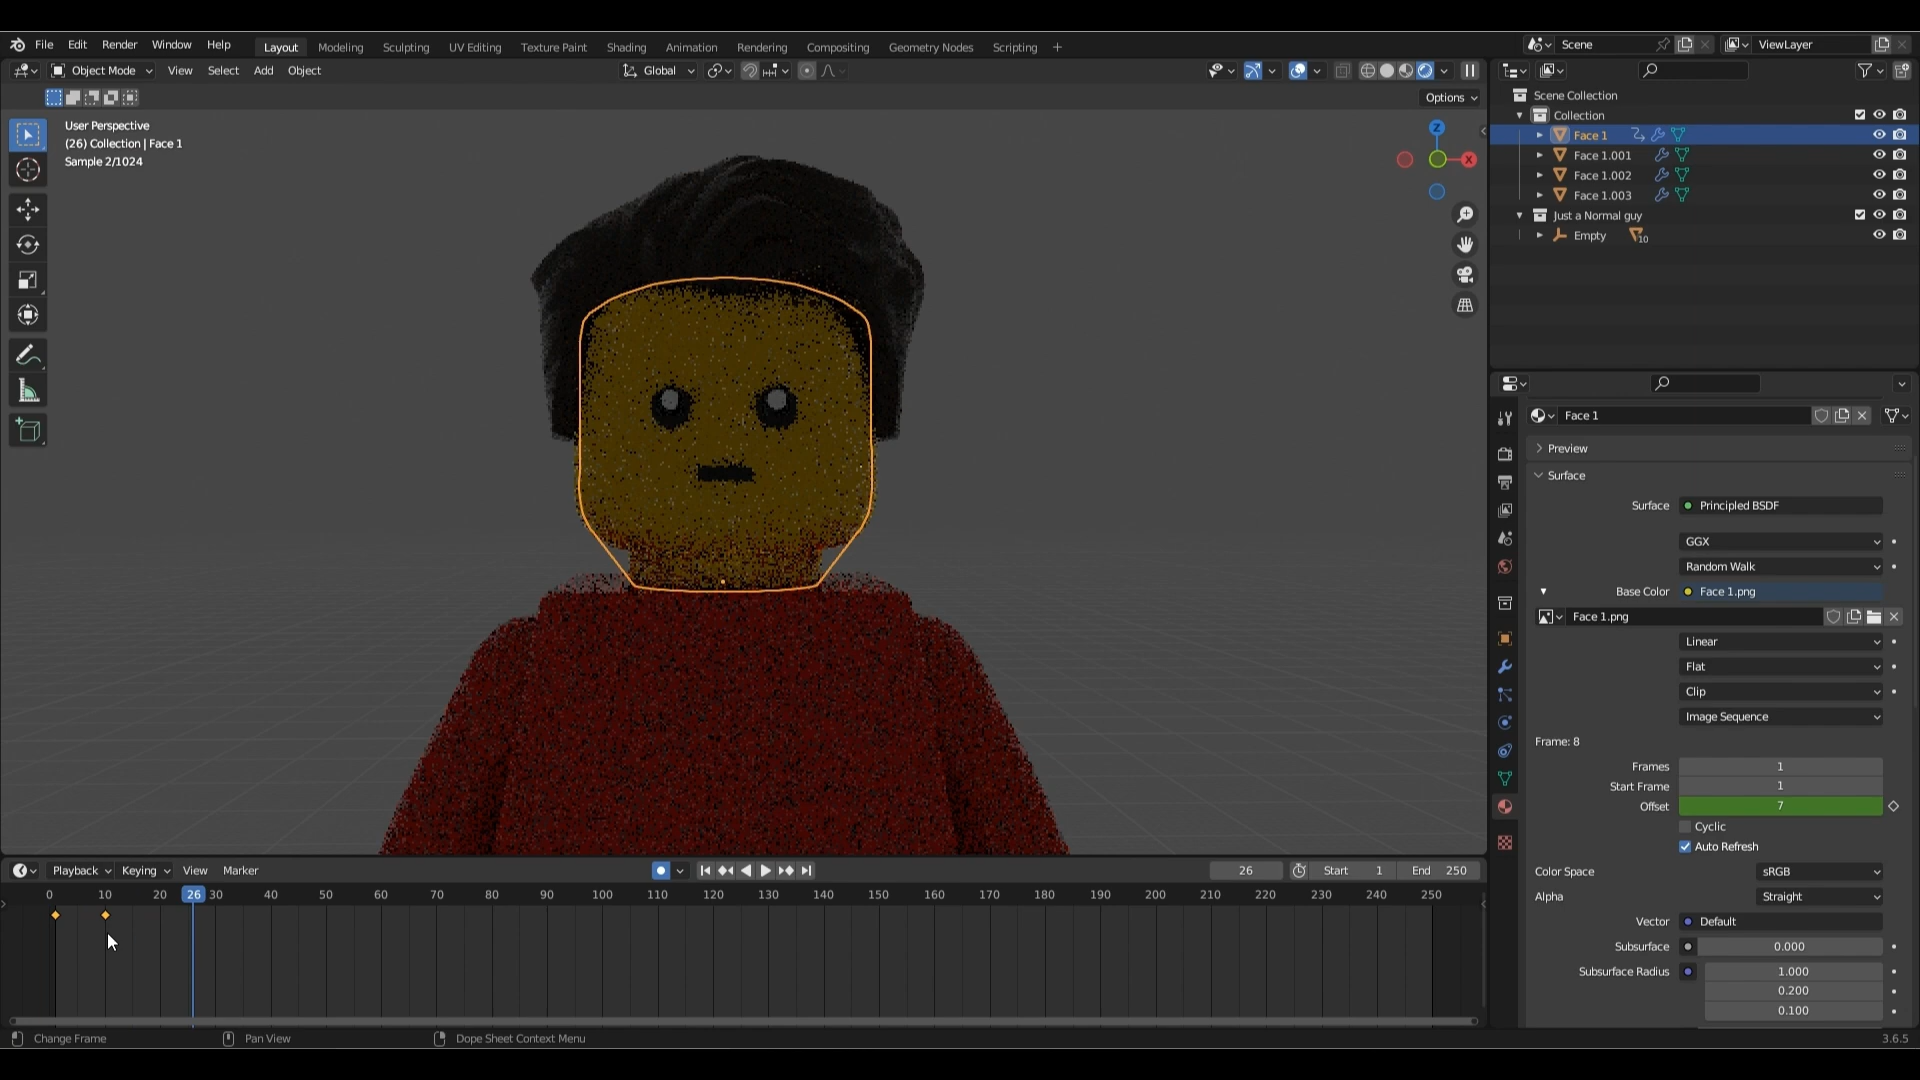 File Edit Render Window Help Layout Modeling Sculpting UV Editing Texture Paint Shading Animation Rendering Compositing Geometry Nodes Scripting + Scene ViewLayer
Object Mode View Select Add Object Global
Options
User Perspective
(26) Collection | Face 1
Sample 2/1024
Z
X
Scene Collection
Collection
Face 1
Face 1.001
Face 1.002
Face 1.003
Just a Normal guy
Empty 10
Face 1
Preview
Surface
Surface Principled BSDF
GGX
Random Walk
Base Color Face 1.png
Face 1.png
Linear
Flat
Clip
Image Sequence
Frame: 8
Frames 1
Start Frame 1
Offset 7
Cyclic
Auto Refresh
Color Space sRGB
Alpha Straight
Vector Default
Subsurface 0.000
Subsurface Radius 1.000
0.200
0.100
Playback Keying View Marker 26 Start 1 End 250
0 10 20 26 30 40 50 60 70 80 90 100 110 120 130 140 150 160 170 180 190 200 210 220 230 240 250
Change Frame Pan View Dope Sheet Context Menu 3.6.5